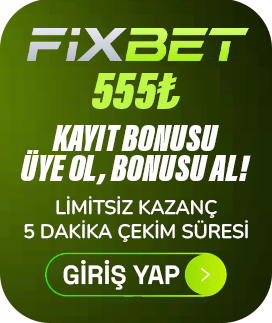 FiXBET
555₺
KAYIT BONUSU
ÜYE OL, BONUSU AL!
LİMİTSİZ KAZANÇ
5 DAKİKA ÇEKİM SÜRESİ
GİRİŞ YAP >